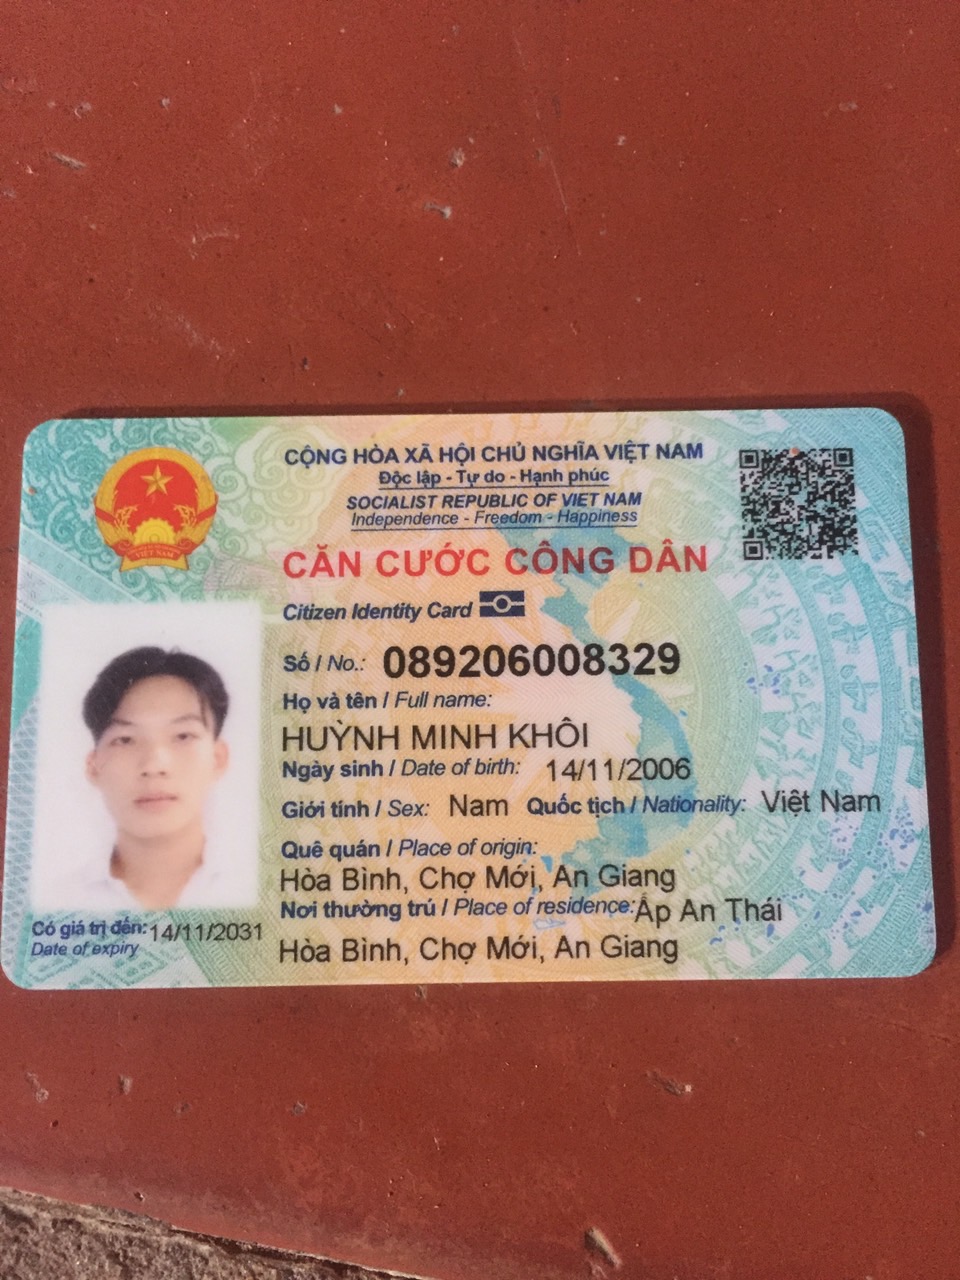 CỘNG HÒA XÃ HỘI CHỦ NGHĨA VIỆT NAM
Độc lập - Tự do - Hạnh phúc
SOCIALIST REPUBLIC OF VIET NAM
Independence - Freedom - Happiness
CĂN CƯỚC CÔNG DÂN
Citizen Identity Card
VIỆT NAM
Số / No.: 089206008329
Họ và tên / Full name:
HUỲNH MINH KHÔI
Ngày sinh / Date of birth: 14/11/2006
Giới tính / Sex: Nam Quốc tịch / Nationality: Việt Nam
Quê quán / Place of origin:
Hòa Bình, Chợ Mới, An Giang
Nơi thường trú / Place of residence: Ấp An Thái
Hòa Bình, Chợ Mới, An Giang
Có giá trị đến: 14/11/2031
Date of expiry